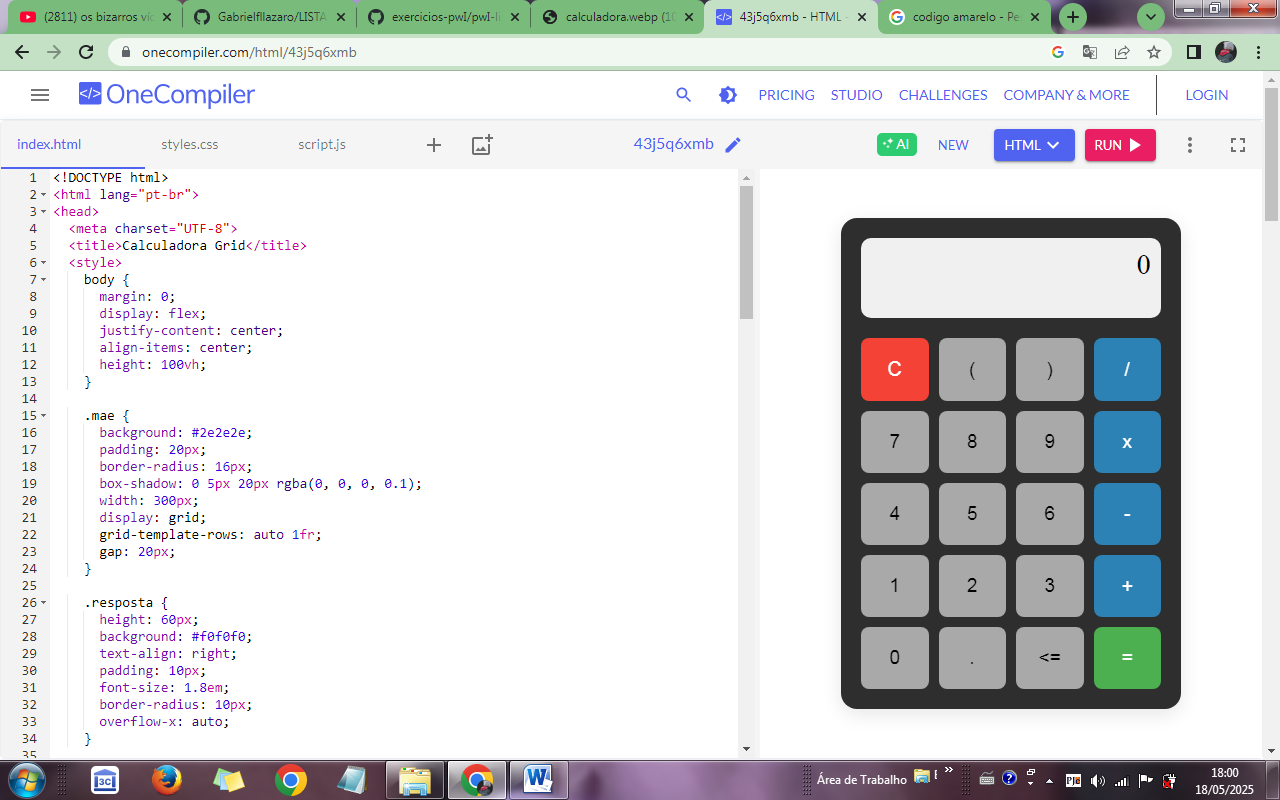 (2811) os bizarros víc
Gabrielfllazaro/LISTA
exercicios-pwI/pwI-li
calculadora.webp (10
43j5q6xmb - HTML -
codigo amarelo - Pe
onecompiler.com/html/43j5q6xmb
</> OneCompiler
PRICING STUDIO CHALLENGES COMPANY & MORE LOGIN
index.html styles.css script.js 43j5q6xmb AI NEW HTML RUN
1 <!DOCTYPE html>
2 <html lang="pt-br">
3 <head>
4 <meta charset="UTF-8">
5 <title>Calculadora Grid</title>
6 <style>
7 body {
8 margin: 0;
9 display: flex;
10 justify-content: center;
11 align-items: center;
12 height: 100vh;
13 }
14
15 .mae {
16 background: #2e2e2e;
17 padding: 20px;
18 border-radius: 16px;
19 box-shadow: 0 5px 20px rgba(0, 0, 0, 0.1);
20 width: 300px;
21 display: grid;
22 grid-template-rows: auto 1fr;
23 gap: 20px;
24 }
25
26 .resposta {
27 height: 60px;
28 background: #f0f0f0;
29 text-align: right;
30 padding: 10px;
31 font-size: 1.8em;
32 border-radius: 10px;
33 overflow-x: auto;
34 }
35
0
C ( ) /
7 8 9 x
4 5 6 -
1 2 3 +
0 . <= =
3C
W
Área de Trabalho
PJe
18:00
18/05/2025